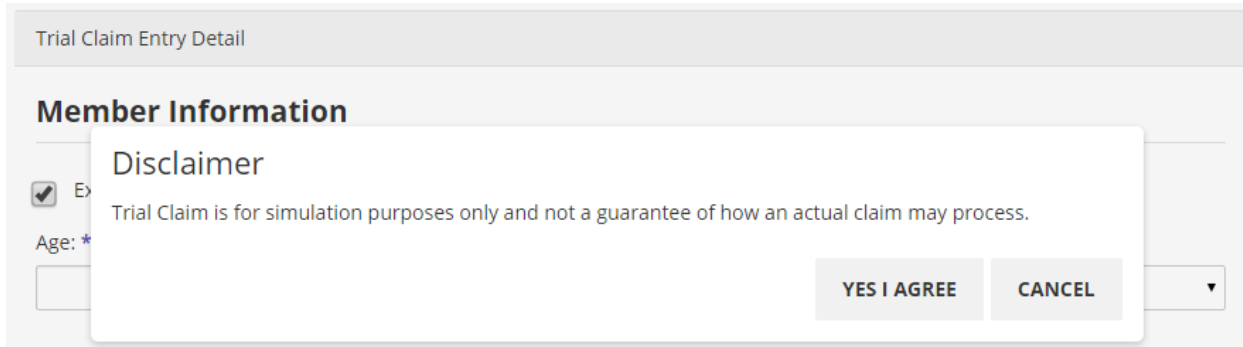 Trial Claim Entry Detail
Member Information
Disclaimer
Trial Claim is for simulation purposes only and not a guarantee of how an actual claim may process.
Age: *
YES I AGREE CANCEL